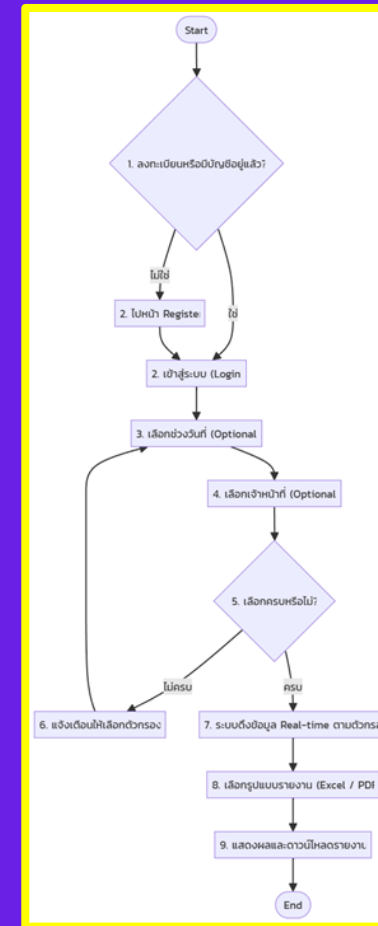 Start
1. ลงทะเบียนหรือมีบัญชีอยู่แล้ว?
ไม่ใช่
ใช่
2. ไปหน้า Register
2. เข้าสู่ระบบ (Login
3. เลือกช่วงวันที่ (Optional
4. เลือกเจ้าหน้าที่ (Optional
5. เลือกครบหรือไม่?
ไม่ครบ
ครบ
6. แจ้งเตือนให้เลือกตัวกรอง
7. ระบบดึงข้อมูล Real-time ตามตัวกรอ
8. เลือกรูปแบบรายงาน (Excel / PDF
9. แสดงผลและดาวน์โหลดรายงาน
End